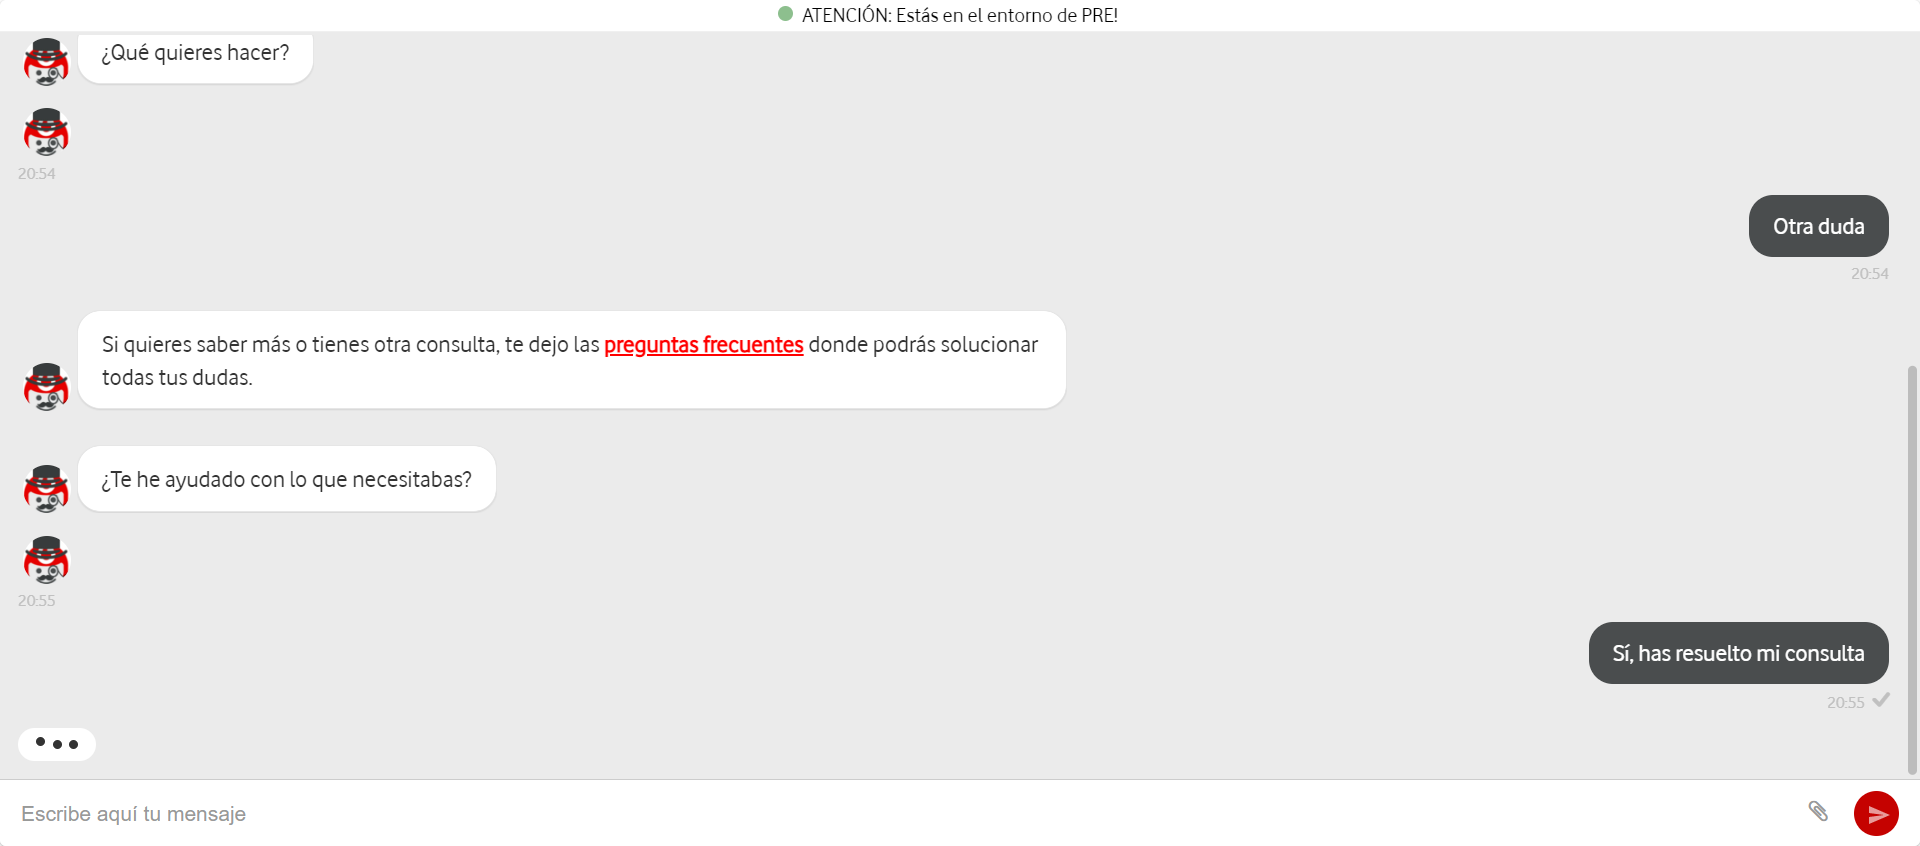 ATENCIÓN: Estás en el entorno de PRE!
¿Qué quieres hacer?
20:54
Otra duda
20:54
Si quieres saber más o tienes otra consulta, te dejo las preguntas frecuentes donde podrás solucionar
todas tus dudas.
¿Te he ayudado con lo que necesitabas?
20:55
Sí, has resuelto mi consulta
20:55
Escribe aquí tu mensaje